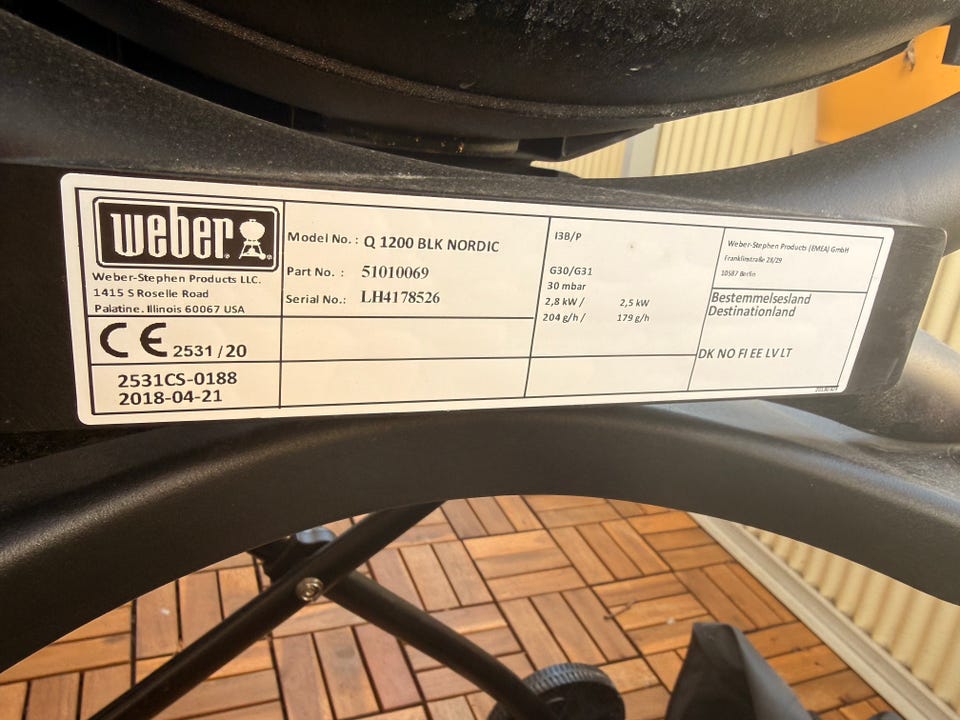 weber
Weber-Stephen Products LLC.
1415 S Roselle Road
Palatine, Illinois 60067 USA
CE 2531/20
2531CS-0188
2018-04-21
Model No. : Q 1200 BLK NORDIC
Part No. : 51010069
Serial No.: LH4178526
I3B/P
G30/G31
30 mbar
2,8 kW / 2,5 kW
204 g/h / 179 g/h
Weber-Stephen Products (EMEA) GmbH
Franklinstraße 28/29
10587 Berlin
Bestemmelsesland
Destinationland
DK NO FI EE LV LT